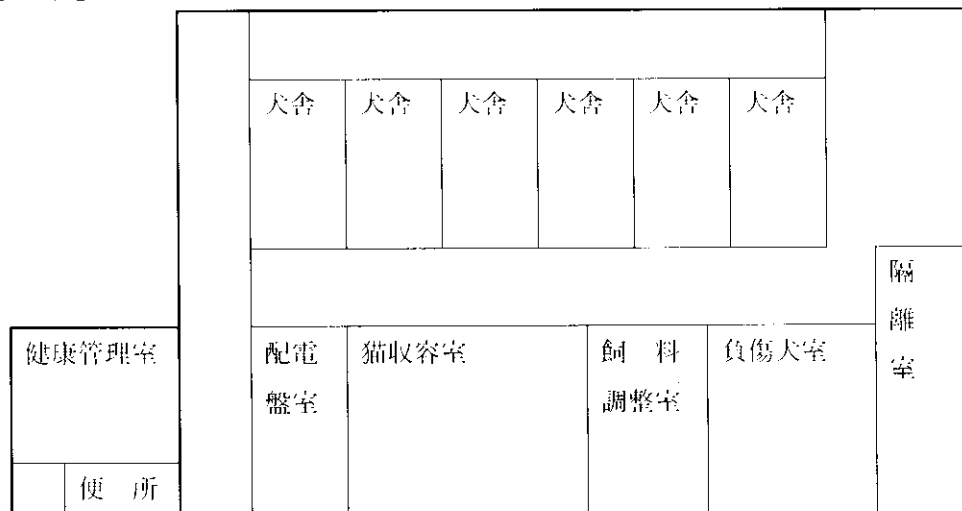 犬舎 犬舎 犬舎 犬舎 犬舎 犬舎
隔離室
健康管理室
配電盤室
猫収容室
飼料調整室
負傷犬室
便所